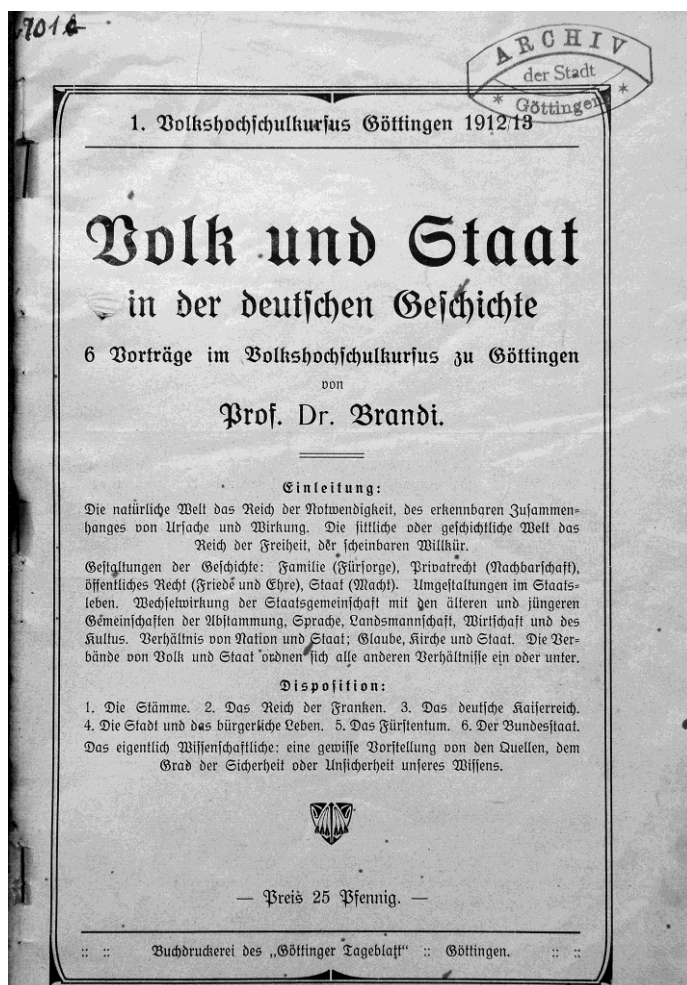 7016
ARCHIV
der Stadt
* Göttingen *
1. Volkshochschulkursus Göttingen 1912/13
Volk und Staat
in der deutschen Geschichte
6 Vorträge im Volkshochschulkursus zu Göttingen
von
Prof. Dr. Brandi.
Einleitung:
Die natürliche Welt das Reich der Notwendigkeit, des erkennbaren Zusammen-
hanges von Ursache und Wirkung. Die sittliche oder geschichtliche Welt das
Reich der Freiheit, der scheinbaren Willkür.
Gestaltungen der Geschichte: Familie (Fürsorge), Privatrecht (Nachbarschaft),
öffentliches Recht (Friede und Ehre), Staat (Macht). Umgestaltungen im Staats-
leben. Wechselwirkung der Staatsgemeinschaft mit den älteren und jüngeren
Gemeinschaften der Abstammung, Sprache, Landsmannschaft, Wirtschaft und des
Kultus. Verhältnis von Nation und Staat; Glaube, Kirche und Staat. Die Ver-
bände von Volk und Staat ordnen sich alle anderen Verhältnisse ein oder unter.
Disposition:
1. Die Stämme. 2. Das Reich der Franken. 3. Das deutsche Kaiserreich.
4. Die Stadt und das bürgerliche Leben. 5. Das Fürstentum. 6. Der Bundesstaat.
Das eigentlich Wissenschaftliche: eine gewisse Vorstellung von den Quellen, dem
Grad der Sicherheit oder Unsicherheit unseres Wissens.
— Preis 25 Pfennig. —
:: :: Buchdruckerei des „Göttinger Tageblatt“ :: Göttingen. :: ::